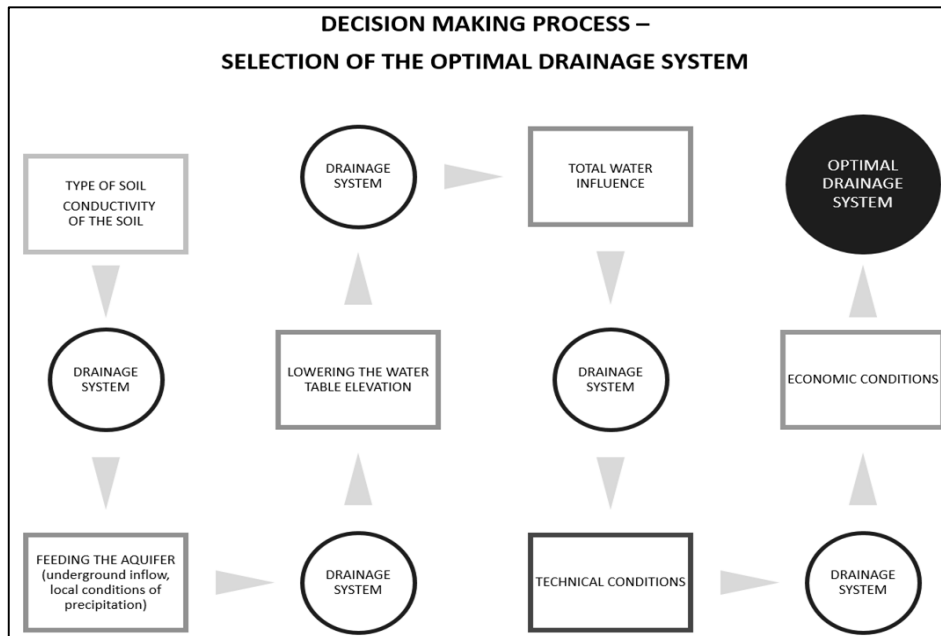 DECISION MAKING PROCESS –
SELECTION OF THE OPTIMAL DRAINAGE SYSTEM
TYPE OF SOIL
CONDUCTIVITY
OF THE SOIL
DRAINAGE
SYSTEM
FEEDING THE AQUIFER
(underground inflow,
local conditions of
precipitation)
DRAINAGE
SYSTEM
LOWERING THE WATER
TABLE ELEVATION
DRAINAGE
SYSTEM
TOTAL WATER
INFLUENCE
DRAINAGE
SYSTEM
TECHNICAL CONDITIONS
DRAINAGE
SYSTEM
ECONOMIC CONDITIONS
OPTIMAL
DRAINAGE
SYSTEM